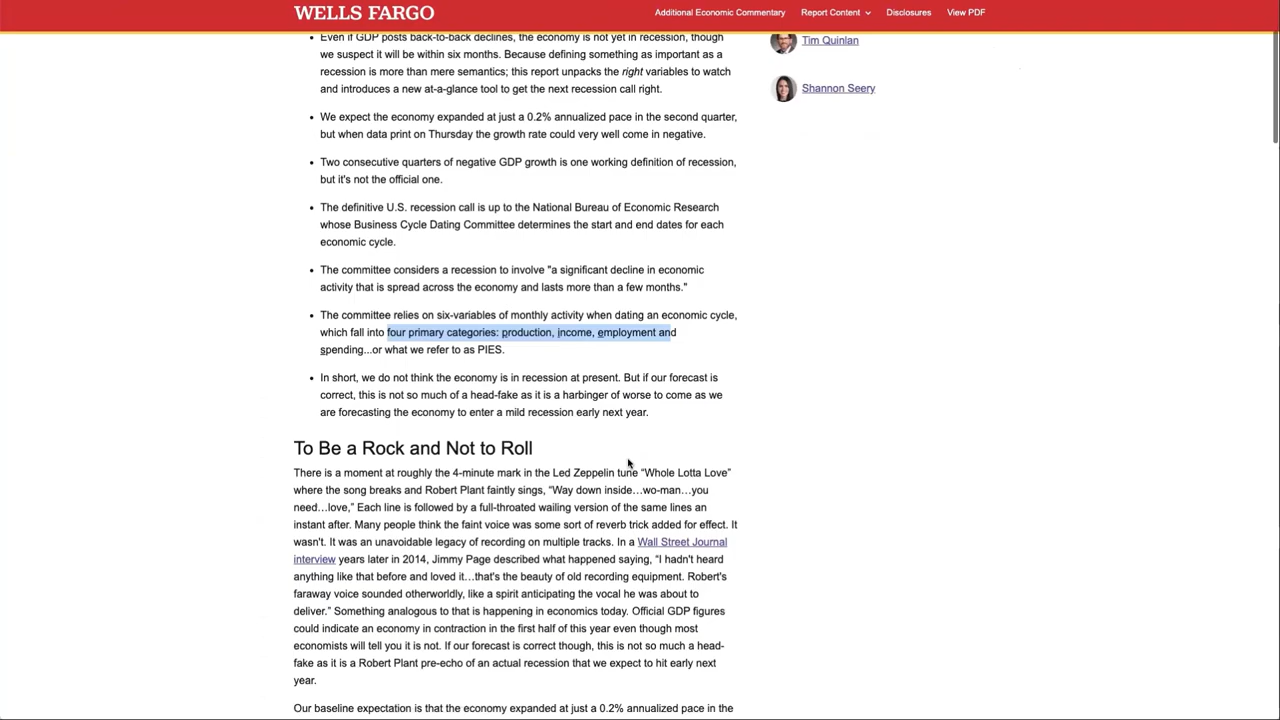 WELLS FARGO
Additional Economic Commentary
Report Content
Disclosures
View PDF
Even if GDP posts back-to-back declines, the economy is not yet in recession, though
we suspect it will be within six months. Because defining something as important as a
recession is more than mere semantics; this report unpacks the right variables to watch
and introduces a new at-a-glance tool to get the next recession call right.
Tim Quinlan
Shannon Seery
We expect the economy expanded at just a 0.2% annualized pace in the second quarter,
but when data print on Thursday the growth rate could very well come in negative.
Two consecutive quarters of negative GDP growth is one working definition of recession,
but it's not the official one.
The definitive U.S. recession call is up to the National Bureau of Economic Research
whose Business Cycle Dating Committee determines the start and end dates for each
economic cycle.
The committee considers a recession to involve "a significant decline in economic
activity that is spread across the economy and lasts more than a few months."
The committee relies on six-variables of monthly activity when dating an economic cycle,
which fall into four primary categories: production, income, employment and
spending...or what we refer to as PIES.
In short, we do not think the economy is in recession at present. But if our forecast is
correct, this is not so much of a head-fake as it is a harbinger of worse to come as we
are forecasting the economy to enter a mild recession early next year.
To Be a Rock and Not to Roll
There is a moment at roughly the 4-minute mark in the Led Zeppelin tune “Whole Lotta Love”
where the song breaks and Robert Plant faintly sings, “Way down inside…wo-man…you
need…love,” Each line is followed by a full-throated wailing version of the same lines an
instant after. Many people think the faint voice was some sort of reverb trick added for effect. It
wasn't. It was an unavoidable legacy of recording on multiple tracks. In a Wall Street Journal
interview years later in 2014, Jimmy Page described what happened saying, “I hadn't heard
anything like that before and loved it…that's the beauty of old recording equipment. Robert's
faraway voice sounded otherworldly, like a spirit anticipating the vocal he was about to
deliver.” Something analogous to that is happening in economics today. Official GDP figures
could indicate an economy in contraction in the first half of this year even though most
economists will tell you it is not. If our forecast is correct though, this is not so much a head-
fake as it is a Robert Plant pre-echo of an actual recession that we expect to hit early next
year.
Our baseline expectation is that the economy expanded at just a 0.2% annualized pace in the